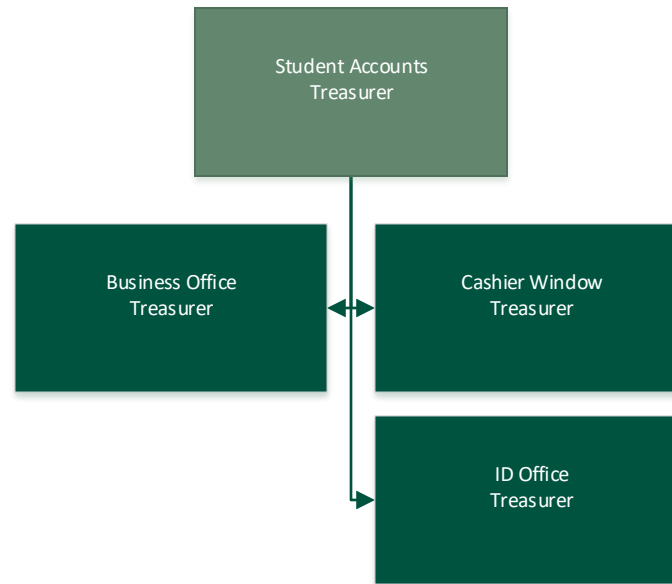 Student Accounts
Treasurer
Business Office
Treasurer
Cashier Window
Treasurer
ID Office
Treasurer